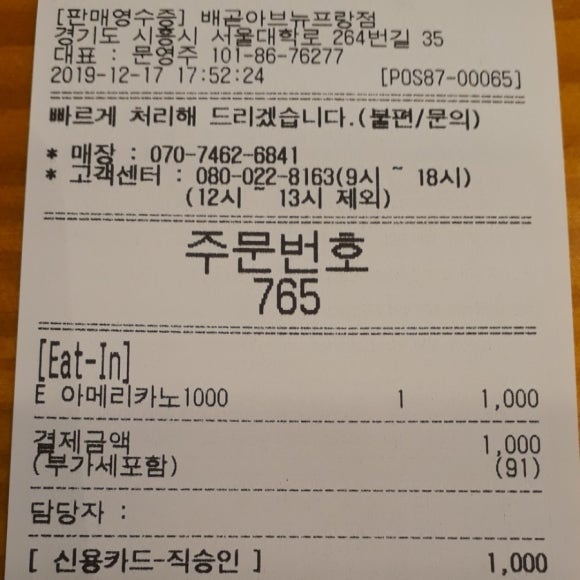 [판매영수증] 배곧아브뉴프랑점
경기도 시흥시 서울대학로 264번길 35
대표 : 문영주 101-86-76277
2019-12-17 17:52:24 [POS87-00065]
빠르게 처리해 드리겠습니다.(불편/문의)
* 매장 : 070-7462-6841
* 고객센터 : 080-022-8163(9시 ~ 18시)
(12시 ~ 13시 제외)
주문번호
765
[Eat-In]
E 아메리카노1000 1 1,000
결제금액 1,000
(부가세포함) (91)
담당자 :
[ 신용카드-직승인 ] 1,000